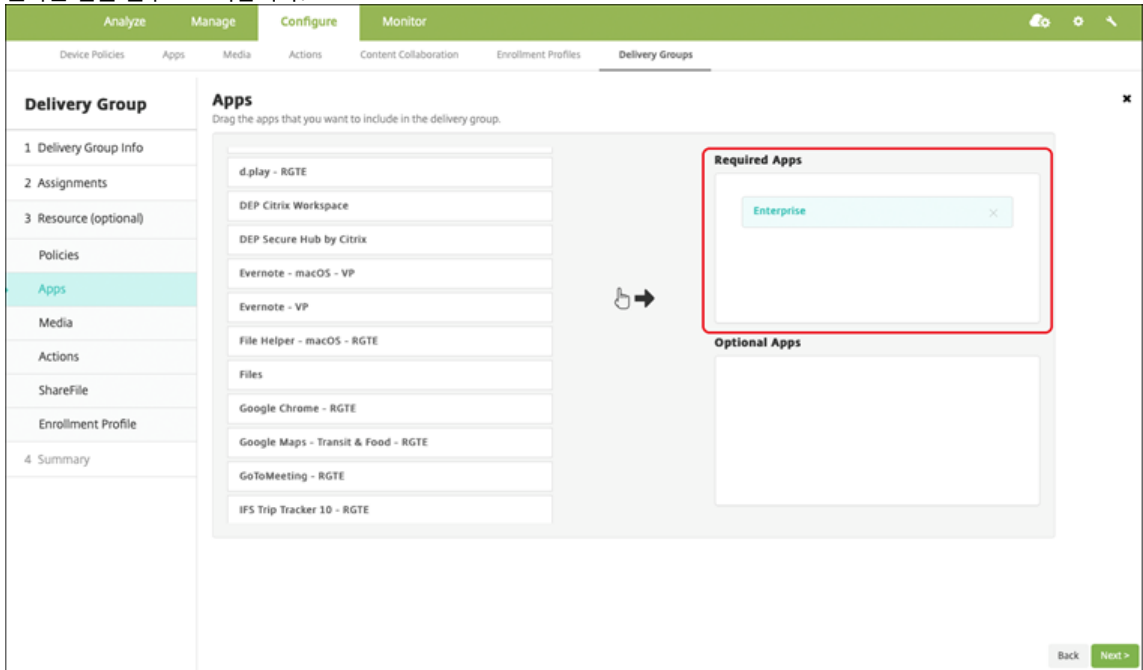 Analyze Manage Configure Monitor
Device Policies Apps Media Actions Content Collaboration Enrollment Profiles Delivery Groups
Delivery Group
1 Delivery Group Info
2 Assignments
3 Resource (optional)
Policies
Apps
Media
Actions
ShareFile
Enrollment Profile
4 Summary
Apps
Drag the apps that you want to include in the delivery group.
d.play - RGTE
DEP Citrix Workspace
DEP Secure Hub by Citrix
Evernote - macOS - VP
Evernote - VP
File Helper - macOS - RGTE
Files
Google Chrome - RGTE
Google Maps - Transit & Food - RGTE
GoToMeeting - RGTE
IFS Trip Tracker 10 - RGTE
Required Apps
Enterprise
Optional Apps
Back Next >